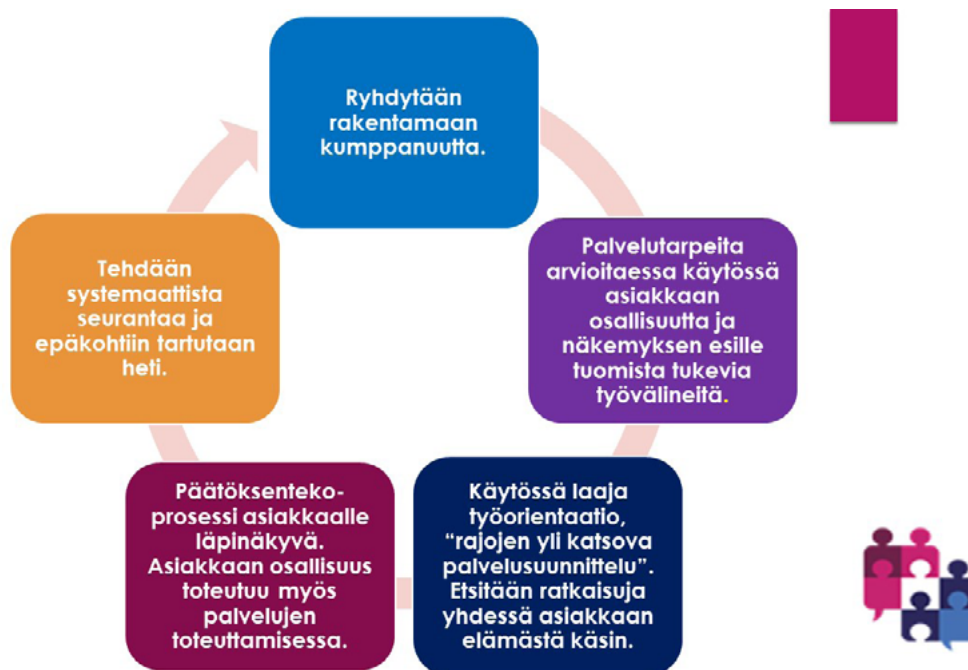 Ryhdytään
rakentamaan
kumppanuutta.
Palvelutarpeita
arvioitaessa käytössä
asiakkaan
osallisuutta ja
näkemyksen esille
tuomista tukevia
työvälineitä.
Käytössä laaja
työorientaatio,
“rajojen yli katsova
palvelusuunnittelu”.
Etsitään ratkaisuja
yhdessä asiakkaan
elämästä käsin.
Päätöksenteko-
prosessi asiakkaalle
läpinäkyvä.
Asiakkaan osallisuus
toteutuu myös
palvelujen
toteuttamisessa.
Tehdään
systemaattista
seurantaa ja
epäkohtiin tartutaan
heti.